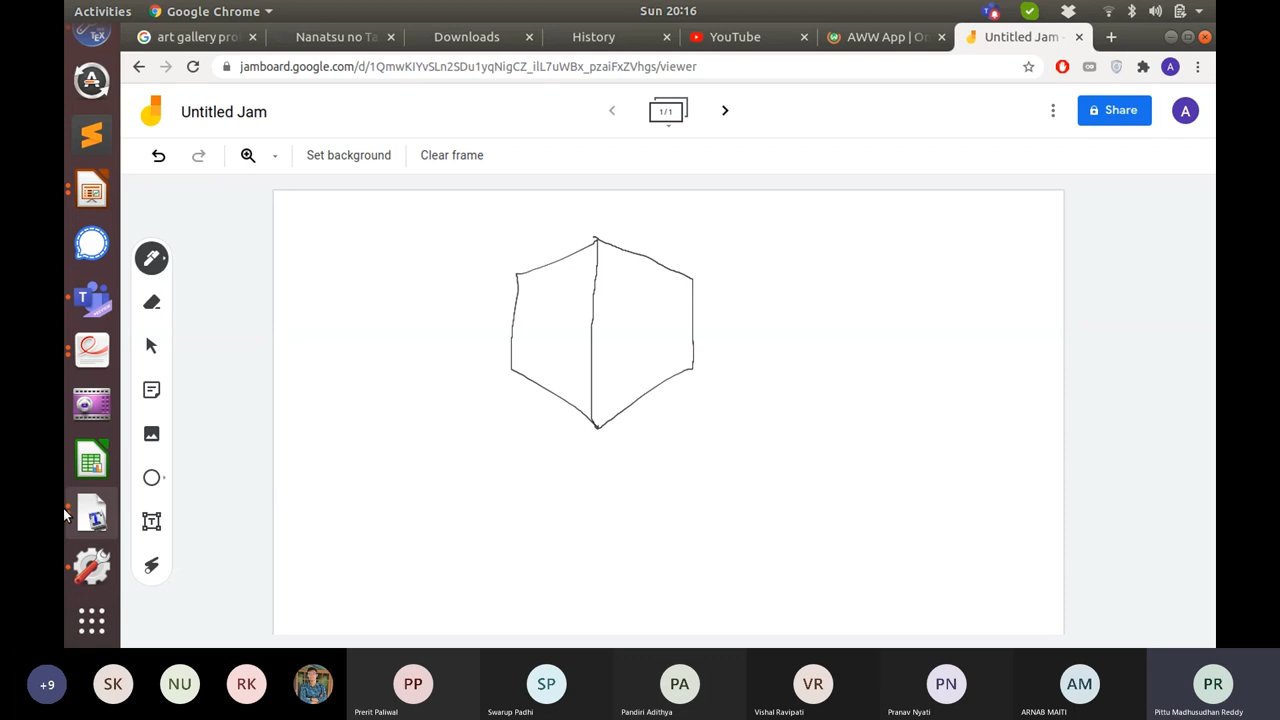 Activities
Google Chrome
Sun 20:16
art gallery pro
Nanatsu no Ta
Downloads
History
YouTube
AWW App | O
Untitled Jam -
jamboard.google.com/d/1QmwKIYvSLn2SDu1yqNigCZ_ilL7uWBx_pzaiFxZVhgs/viewer
A
Untitled Jam
1/1
Share
A
Set background
Clear frame
TEX
A
T
T
+9
SK
NU
RK
PP
SP
PA
VR
PN
AM
PR
Prerit Paliwal
Swarup Padhi
Pandiri Adithya
Vishal Ravipati
Pranav Nyati
ARNAB MAITI
Pittu Madhusudhan Reddy